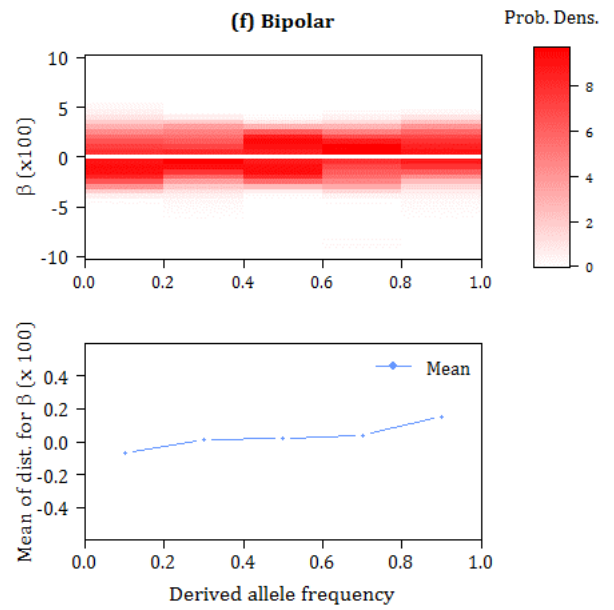 (f) Bipolar
Prob. Dens.
10
5
0
-5
-10
β (x100)
0.0 0.2 0.4 0.6 0.8 1.0
8
6
4
2
0
Mean of dist. for β (x 100)
0.4
0.2
0.0
-0.2
-0.4
Mean
0.0 0.2 0.4 0.6 0.8 1.0
Derived allele frequency